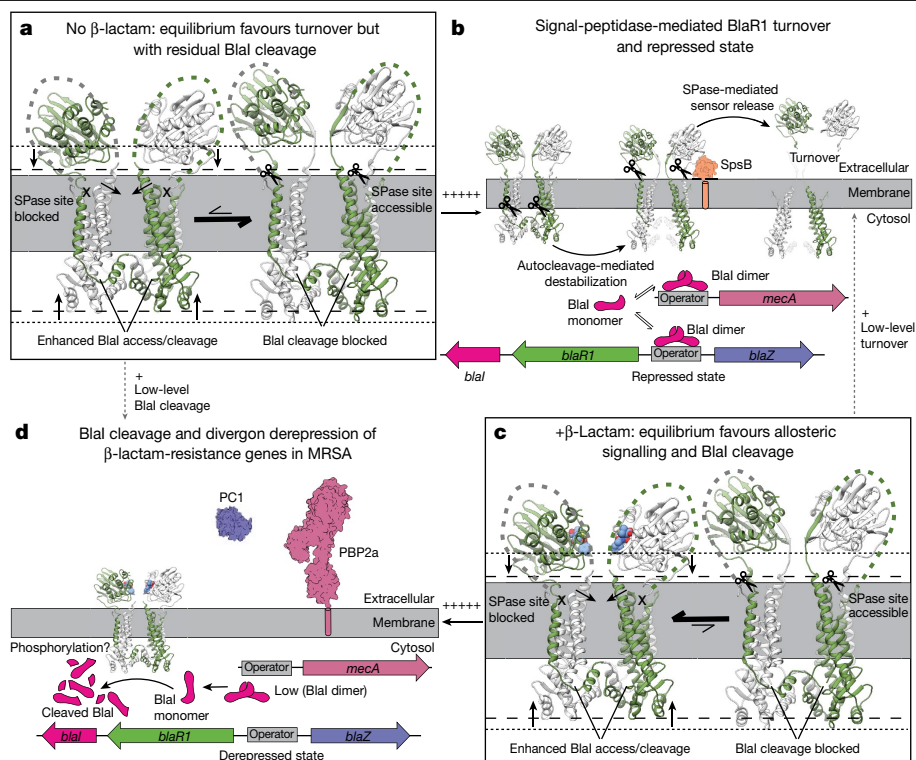 a
No β-lactam: equilibrium favours turnover but
with residual BlaI cleavage
SPase site
blocked
X
X
SPase site
accessible
Enhanced BlaI access/cleavage
BlaI cleavage blocked
+
Low-level
BlaI cleavage
+++++
b
Signal-peptidase-mediated BlaR1 turnover
and repressed state
SPase-mediated
sensor release
SpsB
Turnover
Extracellular
Membrane
Cytosol
Autocleavage-mediated
destabilization
BlaI
monomer
BlaI dimer
Operator
mecA
BlaI dimer
blaI
blaR1
Operator
blaZ
Repressed state
+
Low-level
turnover
d
BlaI cleavage and divergon derepression of
β-lactam-resistance genes in MRSA
PC1
PBP2a
Extracellular
Membrane
Cytosol
Phosphorylation?
Cleaved BlaI
BlaI
monomer
Operator
mecA
Low (BlaI dimer)
blaI
blaR1
Operator
blaZ
Derepressed state
+++++
c
+β-Lactam: equilibrium favours allosteric
signalling and BlaI cleavage
SPase site
blocked
X
X
SPase site
accessible
Enhanced BlaI access/cleavage
BlaI cleavage blocked